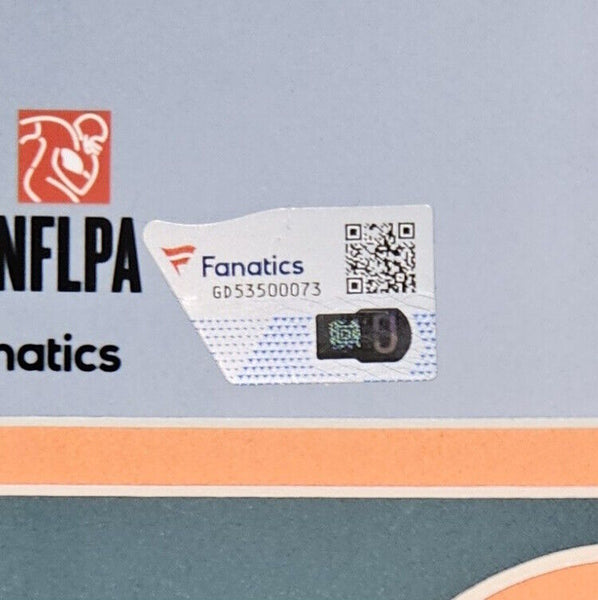 NFLPA
Fanatics
GD53500073
natics